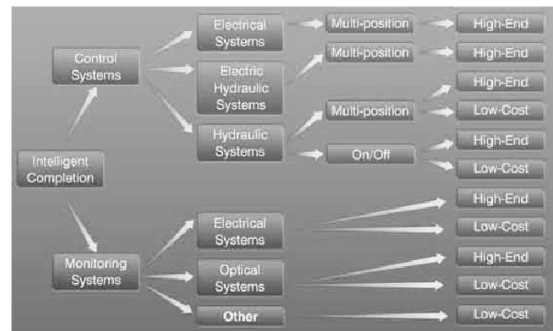 Electrical
Systems
Multi-position
High-End
Control
Systems
Electric
Hydraulic
Systems
Multi-position
High-End
Hydraulic
Systems
Multi-position
High-End
Low-Cost
On/Off
High-End
Low-Cost
Intelligent
Completion
Monitoring
Systems
Electrical
Systems
High-End
Low-Cost
Optical
Systems
High-End
Low-Cost
Other
Low-Cost